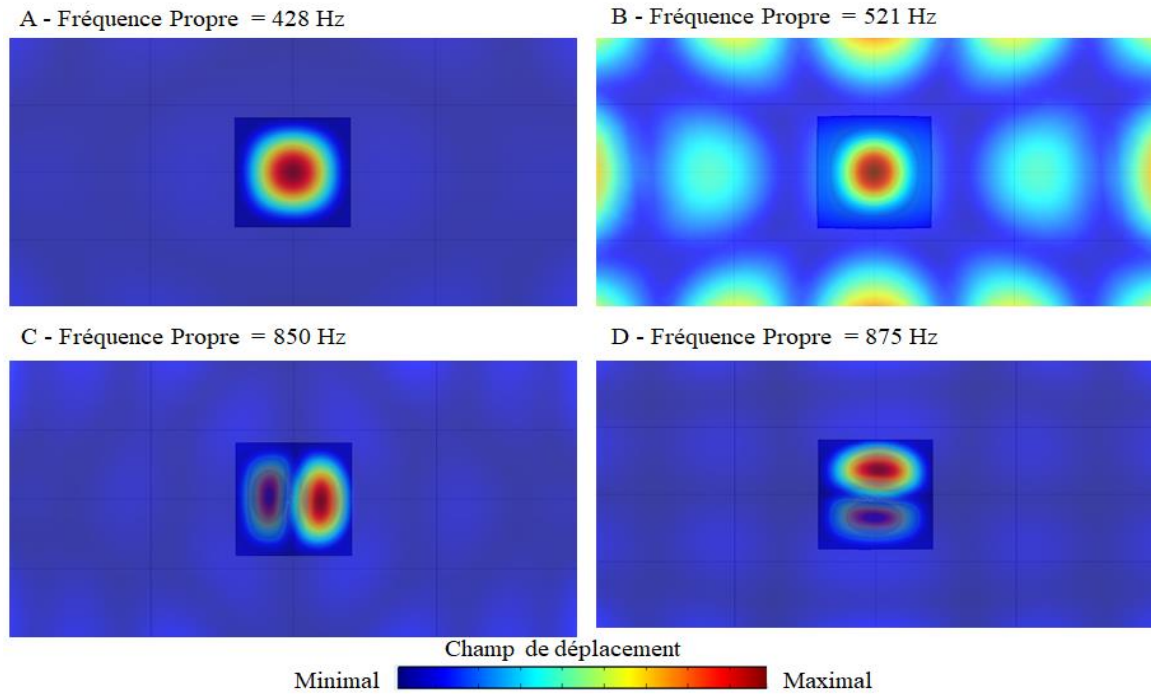 A - Fréquence Propre = 428 Hz
B - Fréquence Propre = 521 Hz
C - Fréquence Propre = 850 Hz
D - Fréquence Propre = 875 Hz
Champ de déplacement
Minimal Maximal